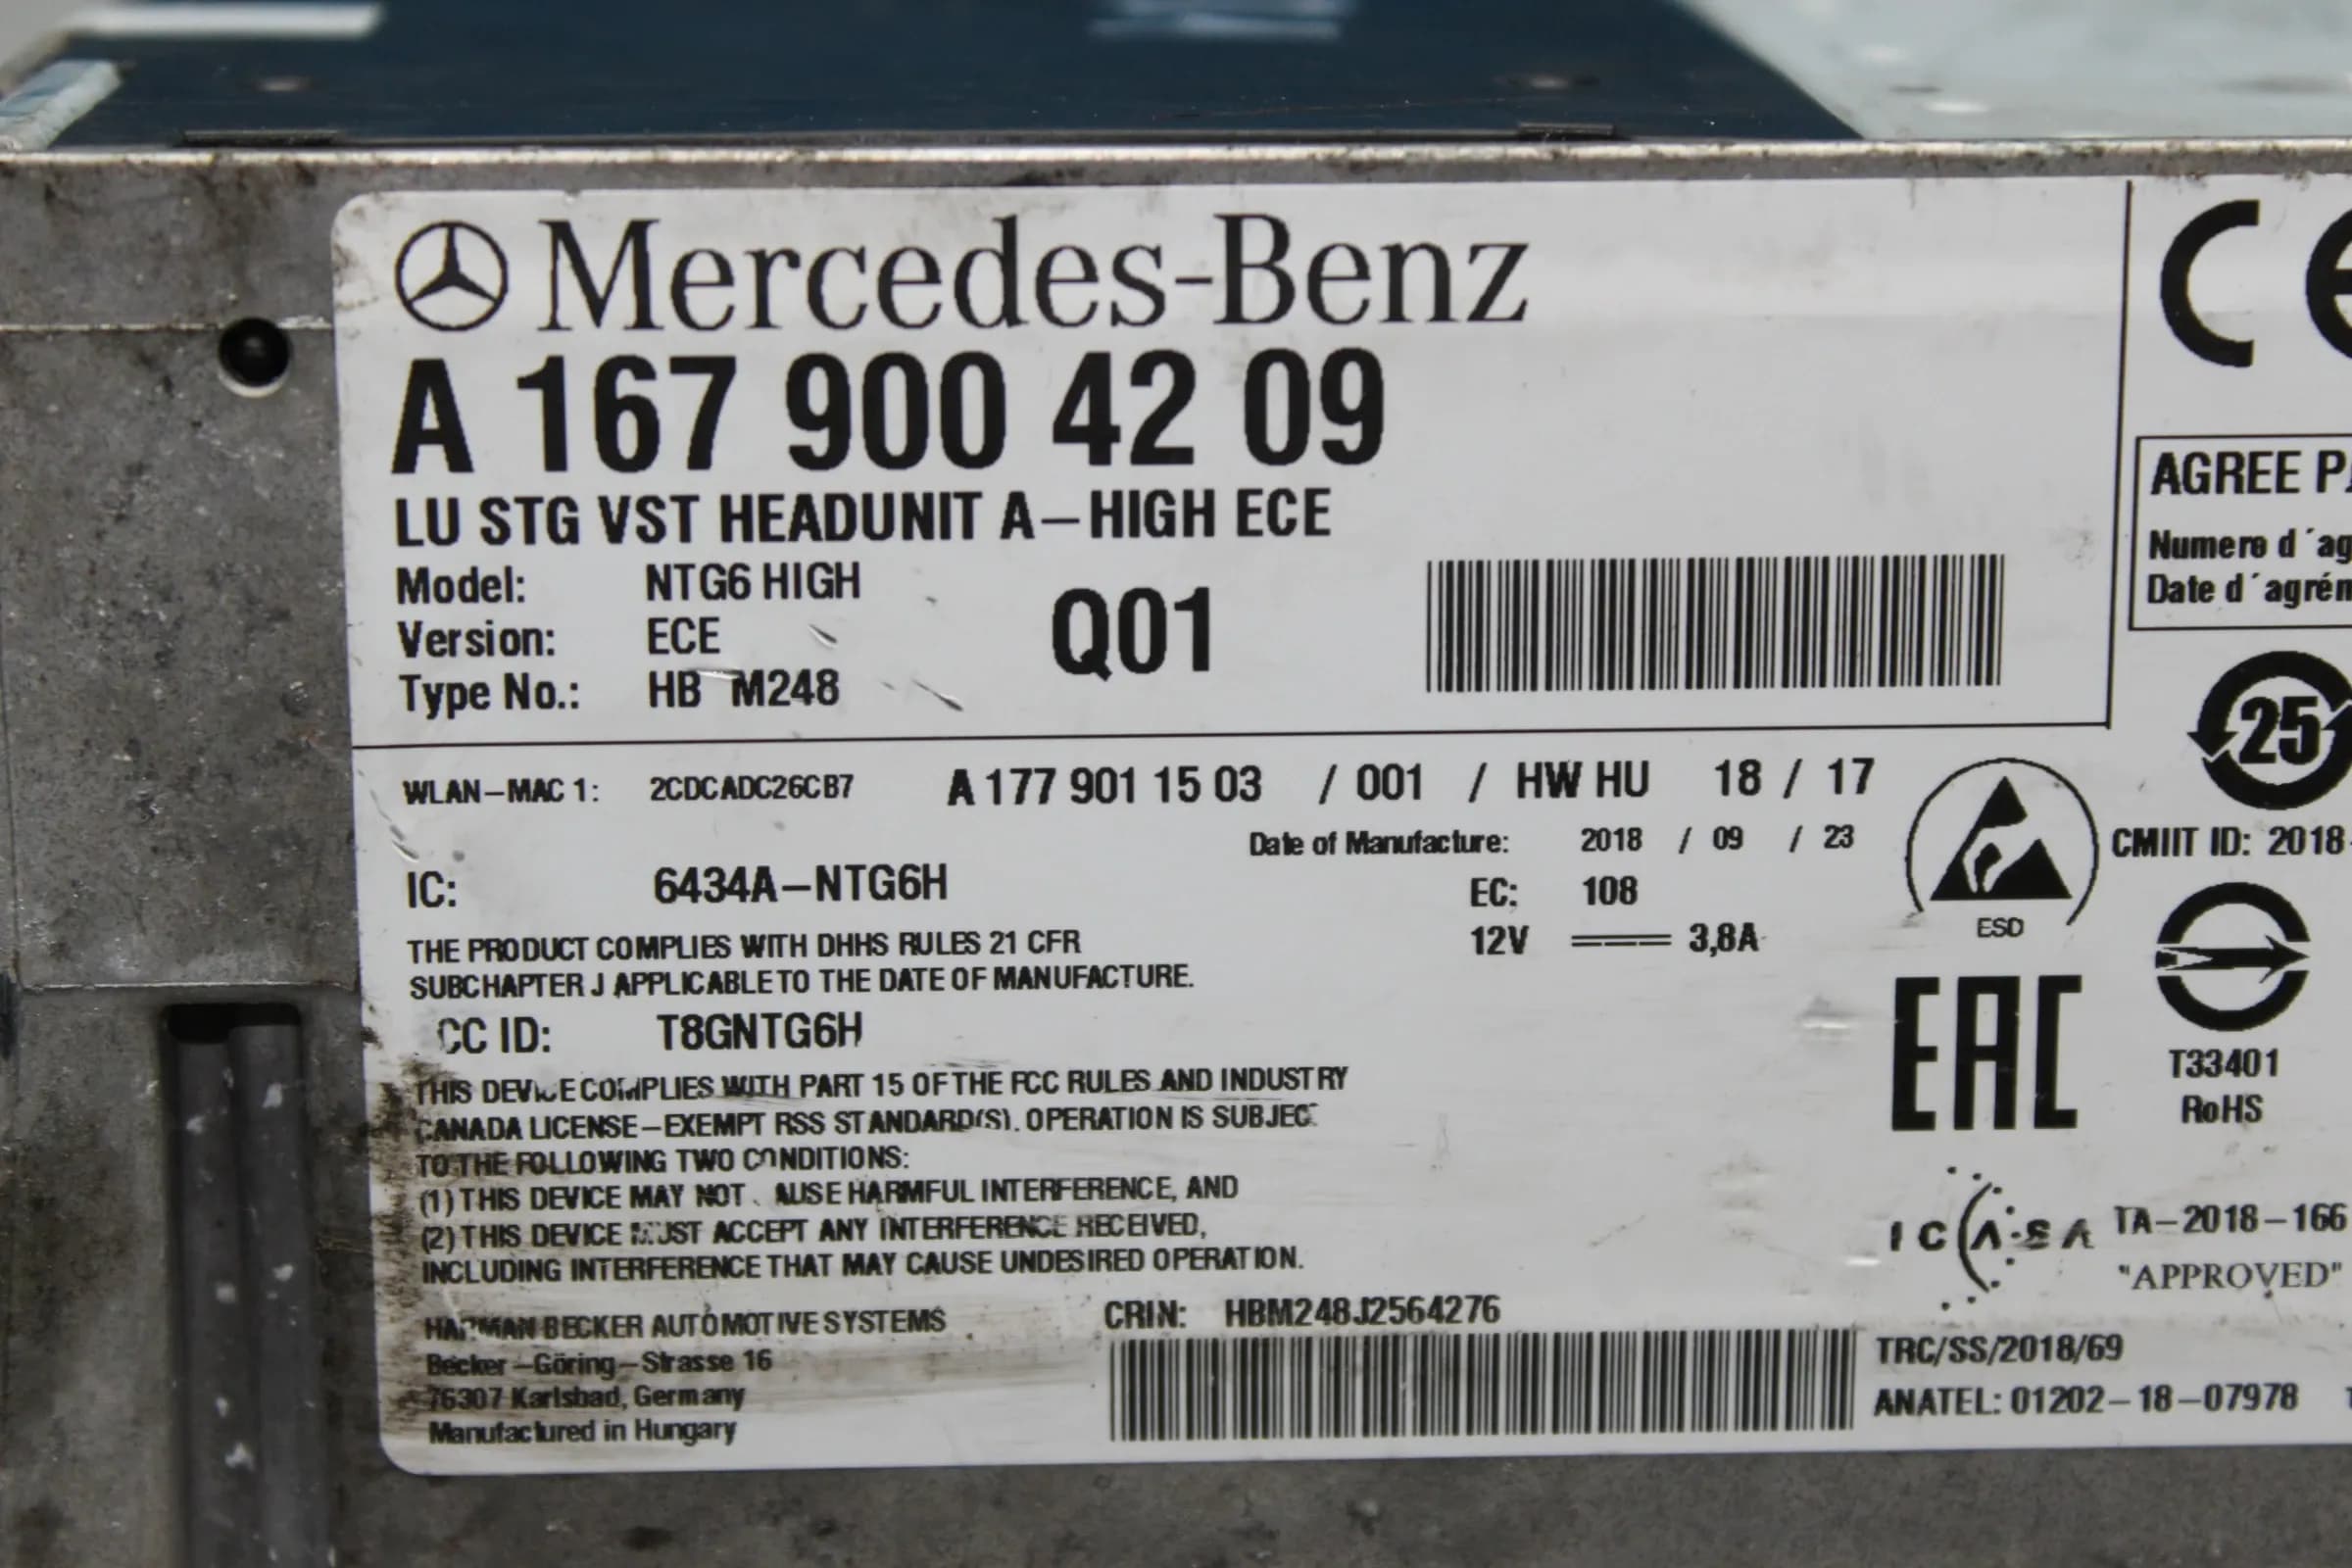 Mercedes-Benz
A 167 900 42 09
LU STG VST HEADUNIT A-HIGH ECE
Model: NTG6 HIGH
Version: ECE
Type No.: HB M248
Q01
WLAN-MAC 1: 2CDCADC26CB7 A 177 901 15 03 / 001 / HW HU 18 / 17
Date of Manufacture: 2018 / 09 / 23
IC: 6434A-NTG6H
EC: 108
12V 3,8A
THE PRODUCT COMPLIES WITH DHHS RULES 21 CFR
SUBCHAPTER J APPLICABLE TO THE DATE OF MANUFACTURE.
CC ID: T8GNTG6H
THIS DEVICE COMPLIES WITH PART 15 OF THE FCC RULES AND INDUSTRY
CANADA LICENSE-EXEMPT RSS STANDARD(S). OPERATION IS SUBJEC
TO THE FOLLOWING TWO CONDITIONS:
(1) THIS DEVICE MAY NOT AUSE HARMFUL INTERFERENCE, AND
(2) THIS DEVICE MUST ACCEPT ANY INTERFERENCE RECEIVED,
INCLUDING INTERFERENCE THAT MAY CAUSE UNDESIRED OPERATION.
HARMAN BECKER AUTOMOTIVE SYSTEMS
Becker-Göring-Strasse 16
76307 Karlsbad, Germany
Manufactured in Hungary
CRIN: HBM248J2564276
CE
AGREE PA
Numero d´ag
Date d´agrém
25
ESD
CMIIT ID: 2018-
EAC
T33401
RoHS
ICASA TA-2018-166
"APPROVED"
TRC/SS/2018/69
ANATEL: 01202-18-07978